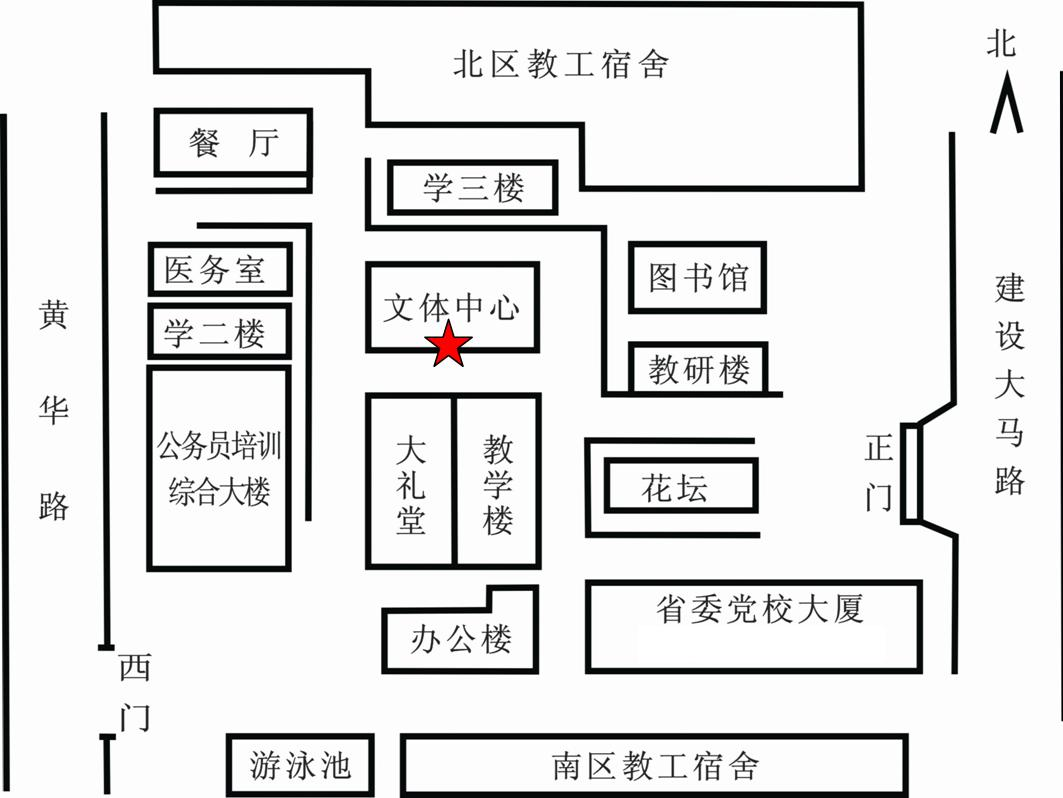 北
北区教工宿舍
餐 厅
学三楼
医务室
文体中心
图书馆
学二楼
教研楼
黄华路
建设大马路
公务员培训
综合大楼
大礼堂
教学楼
花坛
正门
省委党校大厦
办公楼
西门
游泳池
南区教工宿舍